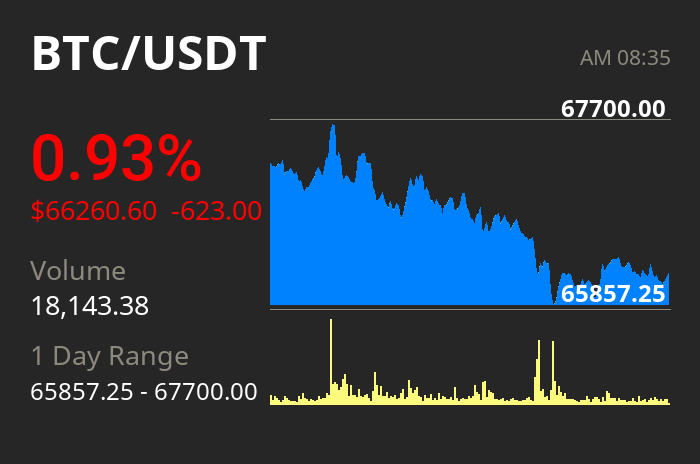 BTC/USDT
AM 08:35
67700.00
0.93%
$66260.60 -623.00
Volume
18,143.38
65857.25
1 Day Range
65857.25 - 67700.00